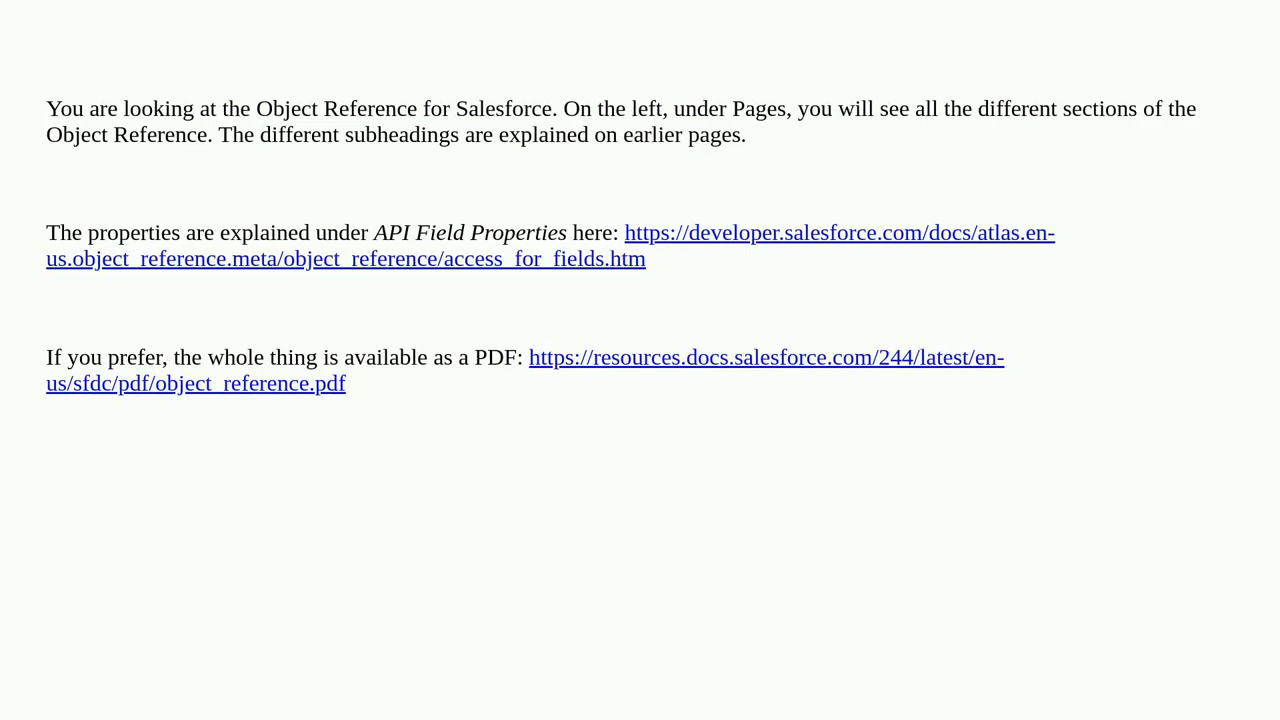 You are looking at the Object Reference for Salesforce. On the left, under Pages, you will see all the different sections of the
Object Reference. The different subheadings are explained on earlier pages.
The properties are explained under API Field Properties here: https://developer.salesforce.com/docs/atlas.en-
us.object_reference.meta/object_reference/access_for_fields.htm
If you prefer, the whole thing is available as a PDF: https://resources.docs.salesforce.com/244/latest/en-
us/sfdc/pdf/object_reference.pdf